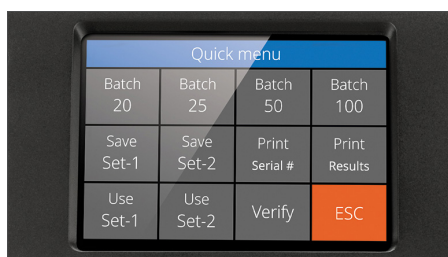 Quick menu
Batch Batch Batch Batch
20 25 50 100
Save Save Print Print
Set-1 Set-2 Serial # Results
Use Use Verify ESC
Set-1 Set-2